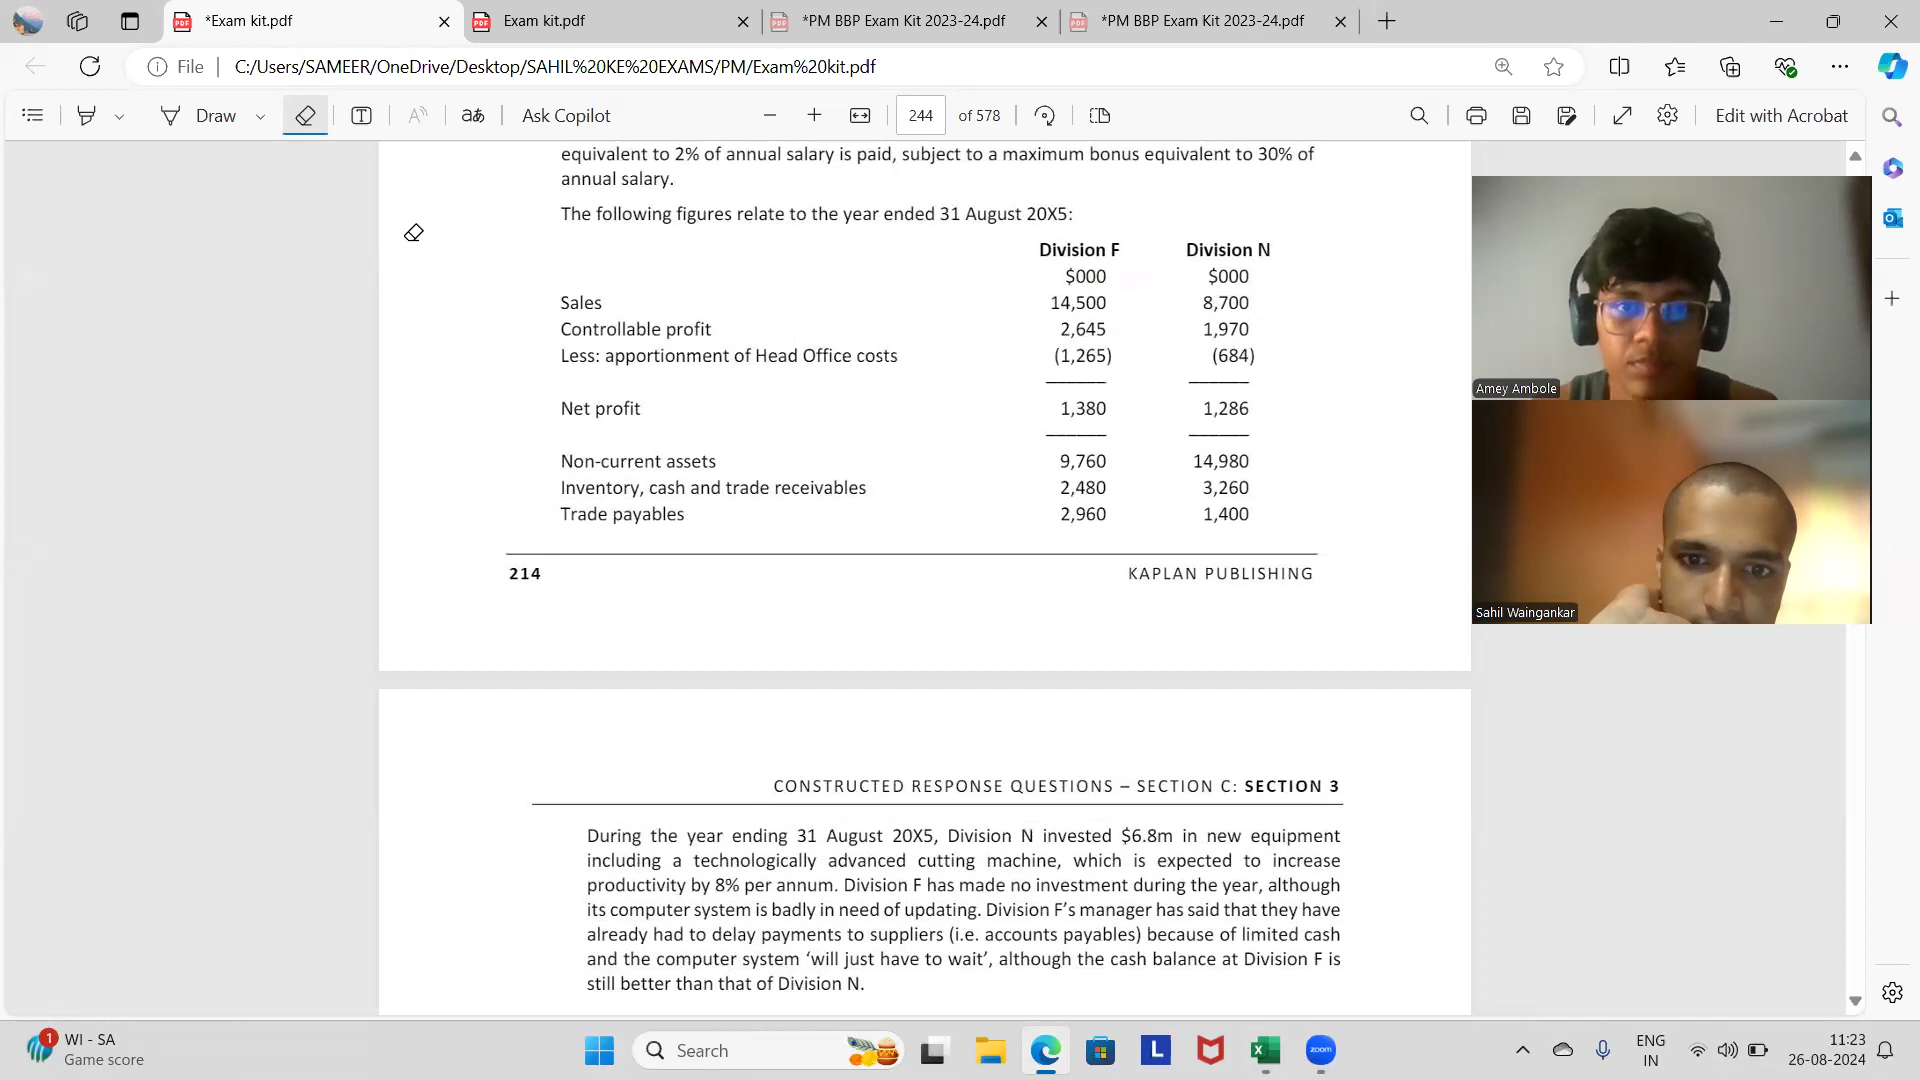 *Exam kit.pdf
Exam kit.pdf
*PM BBP Exam Kit 2023-24.pdf
*PM BBP Exam Kit 2023-24.pdf
File
C:/Users/SAMEER/OneDrive/Desktop/SAHIL%20KE%20EXAMS/PM/Exam%20kit.pdf
Draw
aあ
Ask Copilot
244 of 578
Edit with Acrobat
equivalent to 2% of annual salary is paid, subject to a maximum bonus equivalent to 30% of
annual salary.
The following figures relate to the year ended 31 August 20X5:
Division F Division N
$000 $000
Sales 14,500 8,700
Controllable profit 2,645 1,970
Less: apportionment of Head Office costs (1,265) (684)
Net profit 1,380 1,286
Non-current assets 9,760 14,980
Inventory, cash and trade receivables 2,480 3,260
Trade payables 2,960 1,400
214 KAPLAN PUBLISHING
Amey Ambole
Sahil Waingankar
CONSTRUCTED RESPONSE QUESTIONS – SECTION C: SECTION 3
During the year ending 31 August 20X5, Division N invested $6.8m in new equipment
including a technologically advanced cutting machine, which is expected to increase
productivity by 8% per annum. Division F has made no investment during the year, although
its computer system is badly in need of updating. Division F's manager has said that they have
already had to delay payments to suppliers (i.e. accounts payables) because of limited cash
and the computer system 'will just have to wait', although the cash balance at Division F is
still better than that of Division N.
1
WI - SA
Game score
Search
L
zoom
ENG
IN
11:23
26-08-2024